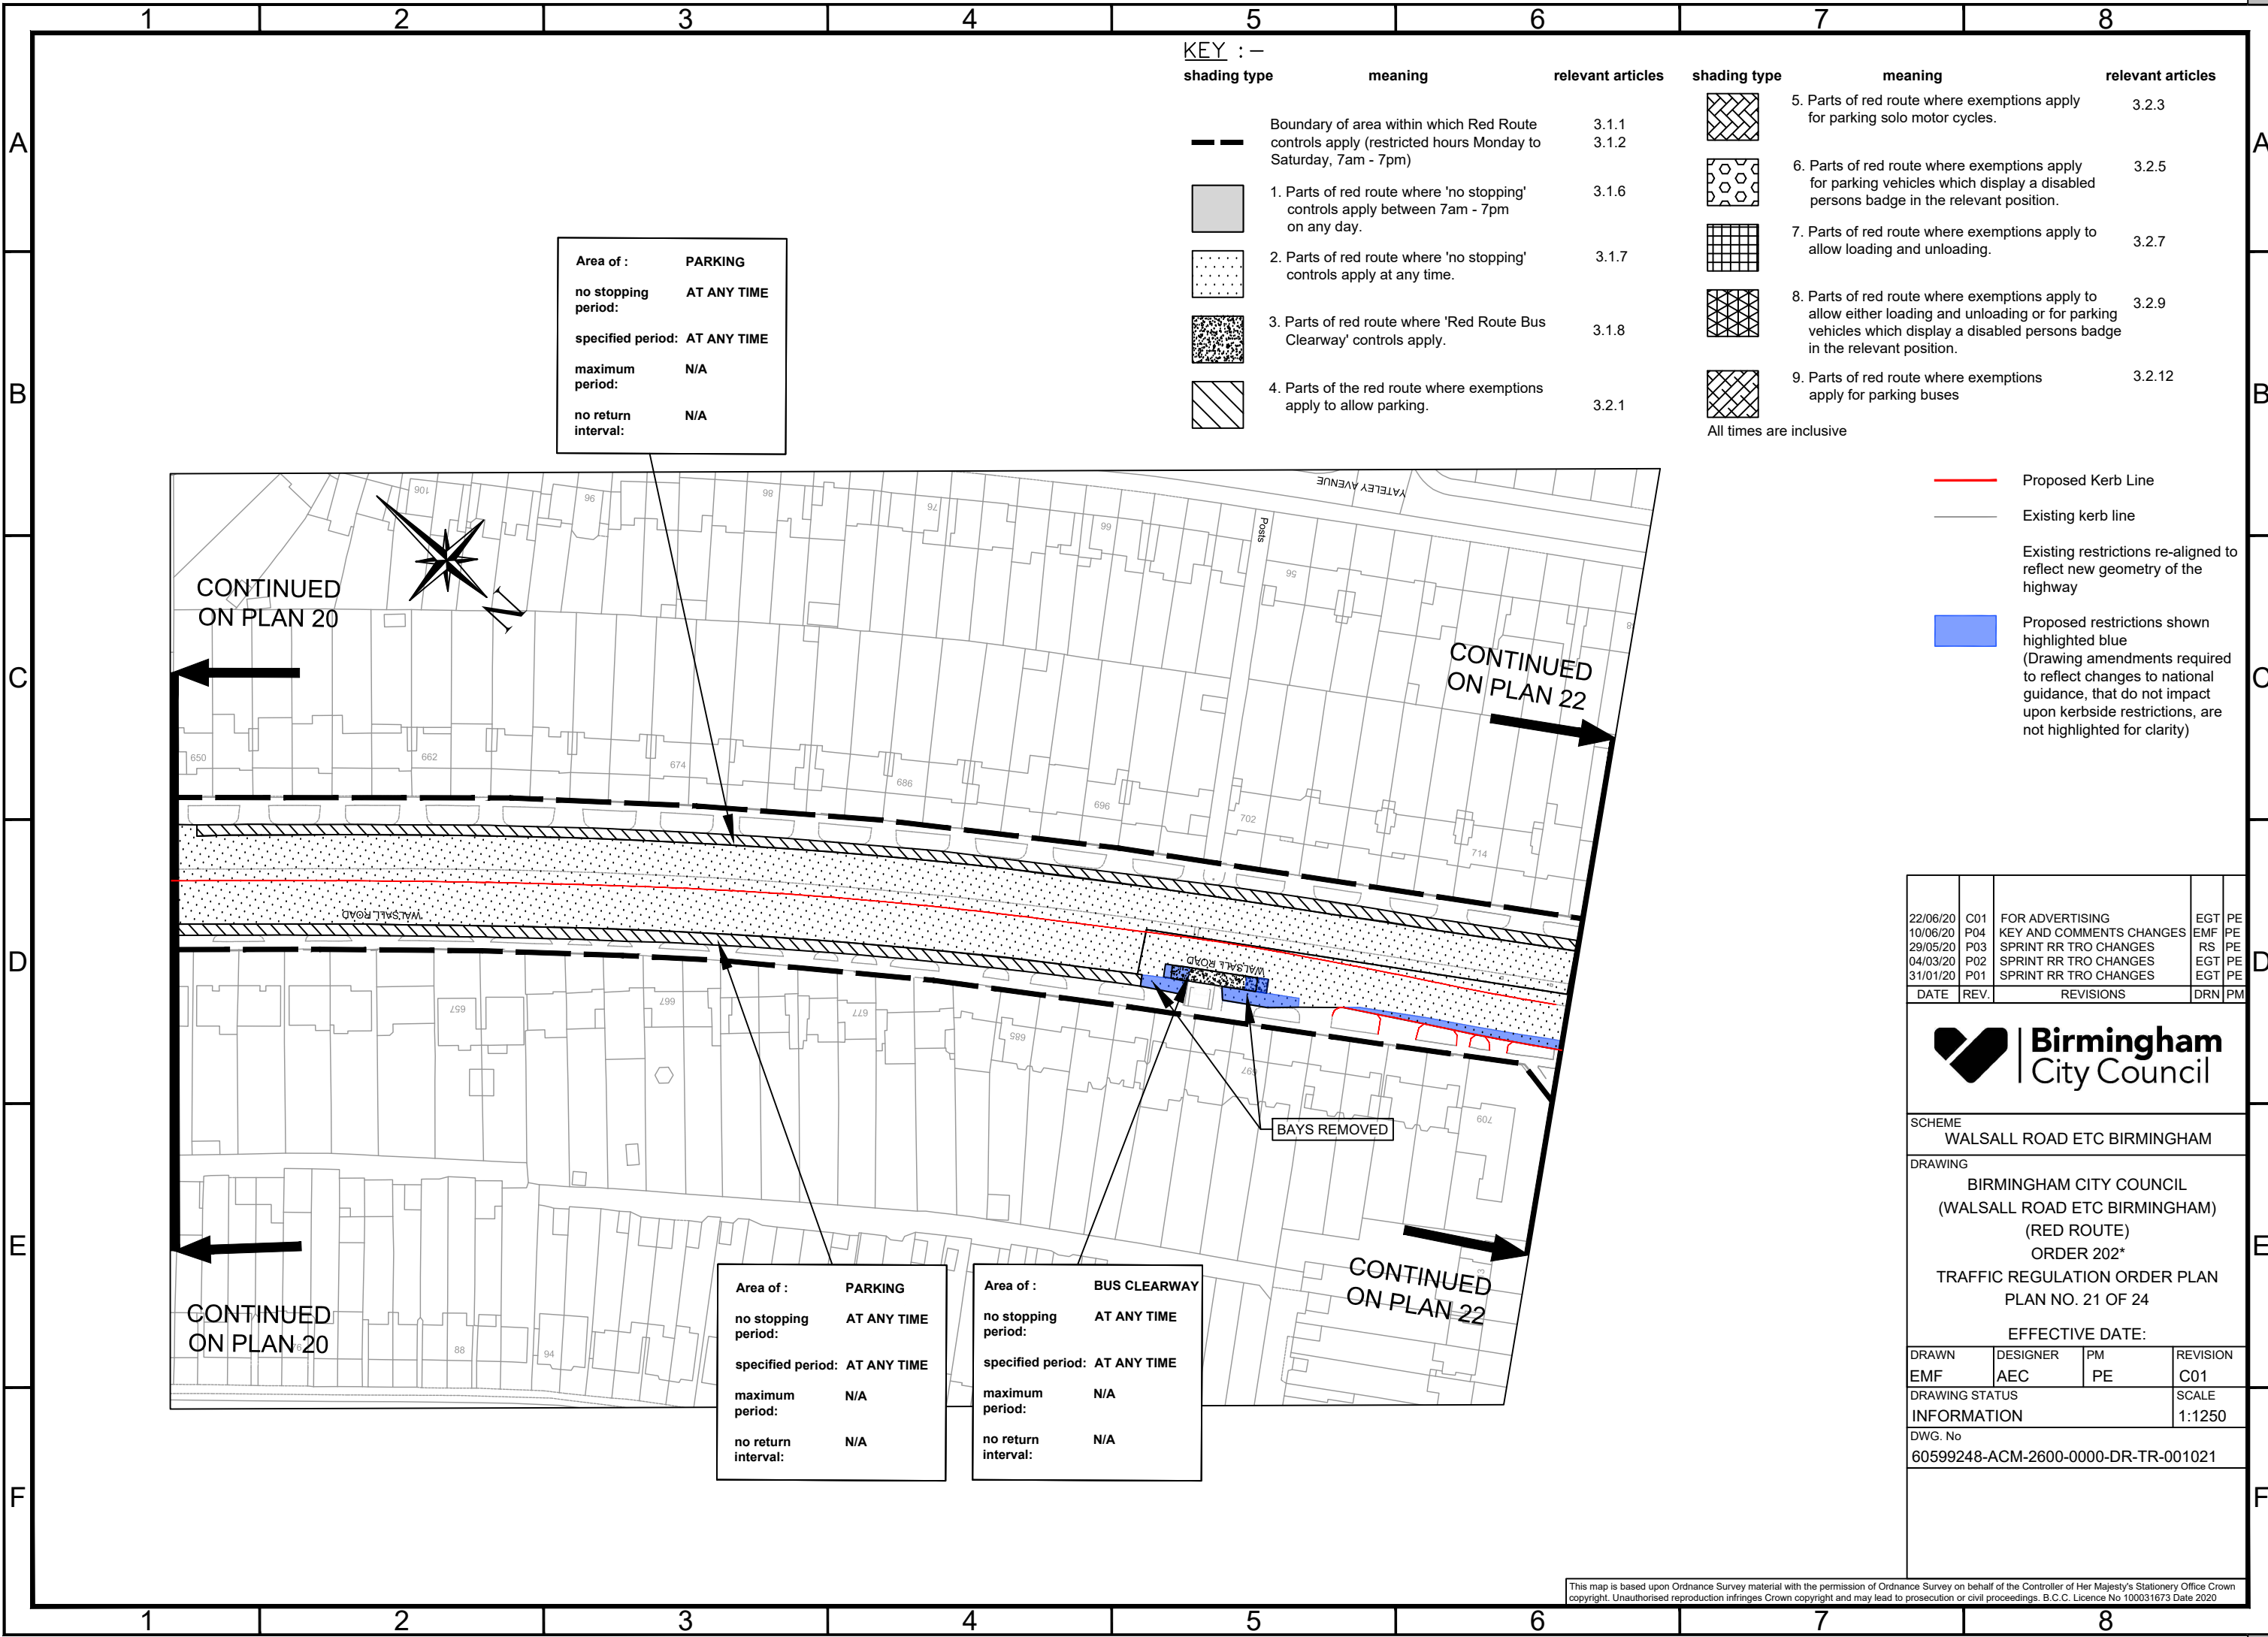 1 2 3 4 5 6 7 8
A
B
C
D
E
F
KEY :-
shading type meaning relevant articles
Boundary of area within which Red Route
controls apply (restricted hours Monday to
Saturday, 7am - 7pm)
3.1.1
3.1.2
1. Parts of red route where 'no stopping'
controls apply between 7am - 7pm
on any day.
3.1.6
2. Parts of red route where 'no stopping'
controls apply at any time.
3.1.7
3. Parts of red route where 'Red Route Bus
Clearway' controls apply.
3.1.8
4. Parts of the red route where exemptions
apply to allow parking.
3.2.1
shading type meaning relevant articles
5. Parts of red route where exemptions apply
for parking solo motor cycles.
3.2.3
6. Parts of red route where exemptions apply
for parking vehicles which display a disabled
persons badge in the relevant position.
3.2.5
7. Parts of red route where exemptions apply to
allow loading and unloading.
3.2.7
8. Parts of red route where exemptions apply to
allow either loading and unloading or for parking
vehicles which display a disabled persons badge
in the relevant position.
3.2.9
9. Parts of red route where exemptions
apply for parking buses
3.2.12
All times are inclusive
Proposed Kerb Line
Existing kerb line
Existing restrictions re-aligned to
reflect new geometry of the
highway
Proposed restrictions shown
highlighted blue
(Drawing amendments required
to reflect changes to national
guidance, that do not impact
upon kerbside restrictions, are
not highlighted for clarity)
Area of : PARKING
no stopping period: AT ANY TIME
specified period: AT ANY TIME
maximum period: N/A
no return interval: N/A
106
96
86
76
66
56
YATELEY AVENUE
Posts
N
CONTINUED
ON PLAN 20
CONTINUED
ON PLAN 22
650
662
674
686
696
702
714
WALSALL ROAD
WALSALL ROAD
657
667
677
685
697
709
BAYS REMOVED
88
94
CONTINUED
ON PLAN 20
CONTINUED
ON PLAN 22
Area of : PARKING
no stopping period: AT ANY TIME
specified period: AT ANY TIME
maximum period: N/A
no return interval: N/A
Area of : BUS CLEARWAY
no stopping period: AT ANY TIME
specified period: AT ANY TIME
maximum period: N/A
no return interval: N/A
22/06/20 C01 FOR ADVERTISING EGT PE
10/06/20 P04 KEY AND COMMENTS CHANGES EMF PE
29/05/20 P03 SPRINT RR TRO CHANGES RS PE
04/03/20 P02 SPRINT RR TRO CHANGES EGT PE
31/01/20 P01 SPRINT RR TRO CHANGES EGT PE
DATE REV. REVISIONS DRN PM
Birmingham
City Council
SCHEME
WALSALL ROAD ETC BIRMINGHAM
DRAWING
BIRMINGHAM CITY COUNCIL
(WALSALL ROAD ETC BIRMINGHAM)
(RED ROUTE)
ORDER 202*
TRAFFIC REGULATION ORDER PLAN
PLAN NO. 21 OF 24
EFFECTIVE DATE:
DRAWN DESIGNER PM REVISION
EMF AEC PE C01
DRAWING STATUS SCALE
INFORMATION 1:1250
DWG. No
60599248-ACM-2600-0000-DR-TR-001021
This map is based upon Ordnance Survey material with the permission of Ordnance Survey on behalf of the Controller of Her Majesty's Stationery Office Crown
copyright. Unauthorised reproduction infringes Crown copyright and may lead to prosecution or civil proceedings. B.C.C. Licence No 100031673 Date 2020
A
B
C
D
E
F
1 2 3 4 5 6 7 8